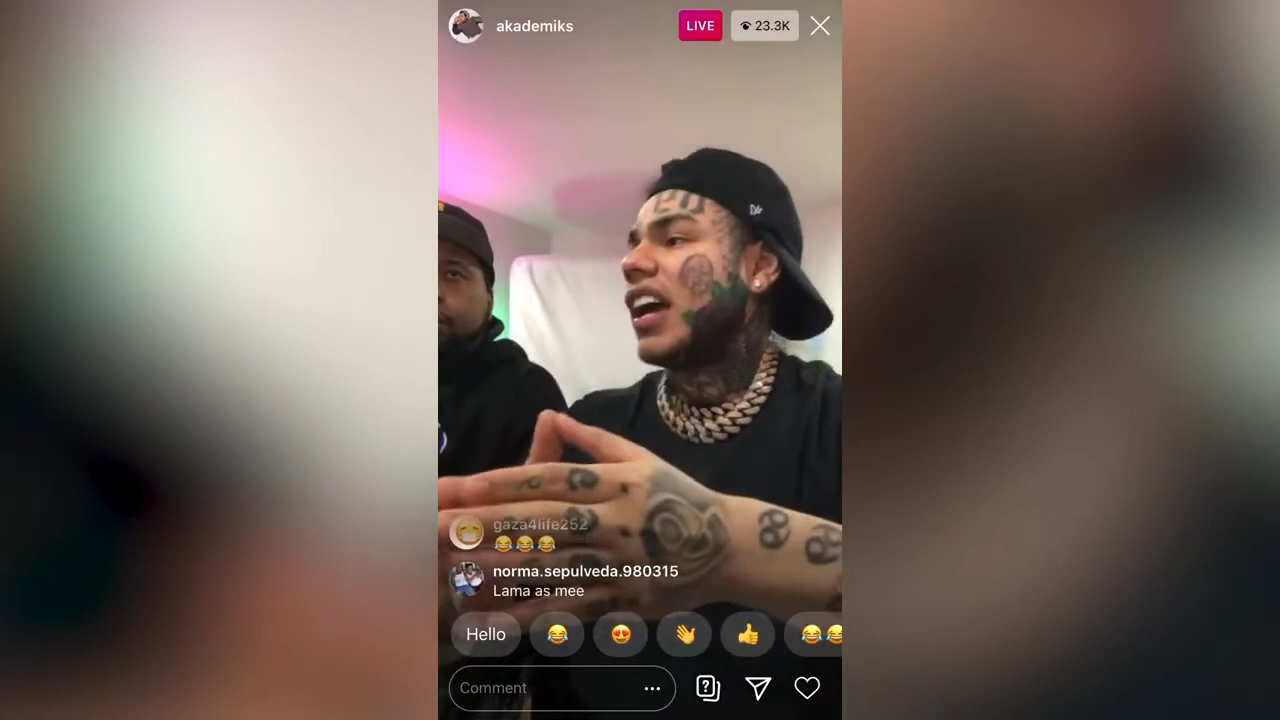 akademiks
LIVE
23.3K
gaza4life252
😂😂😂
norma.sepulveda.980315
Lama as mee
Hello
Comment